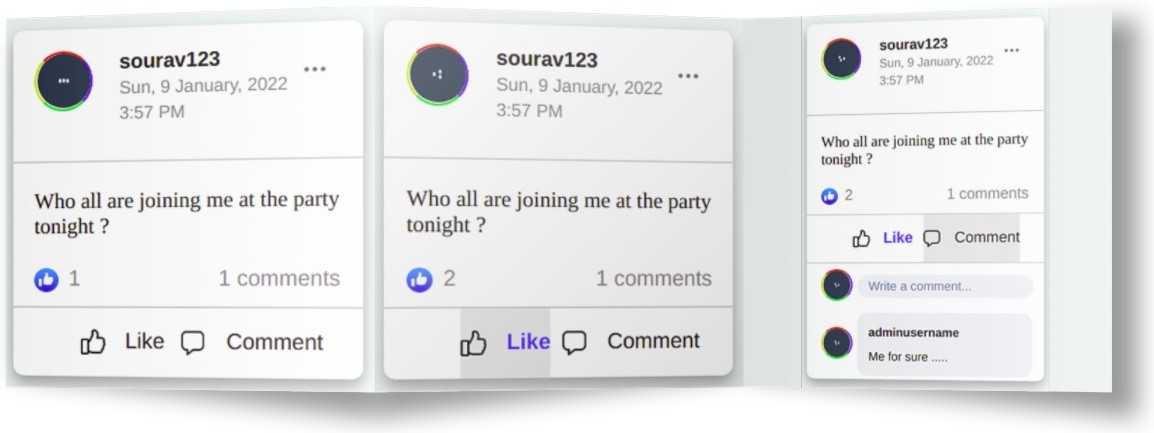 sourav123
Sun, 9 January, 2022
3:57 PM
Who all are joining me at the party
tonight ?
1 1 comments
Like Comment
sourav123
Sun, 9 January, 2022
3:57 PM
Who all are joining me at the party
tonight ?
2 1 comments
Like Comment
sourav123
Sun, 9 January, 2022
3:57 PM
Who all are joining me at the party
tonight ?
2 1 comments
Like Comment
Write a comment...
adminusername
Me for sure .....